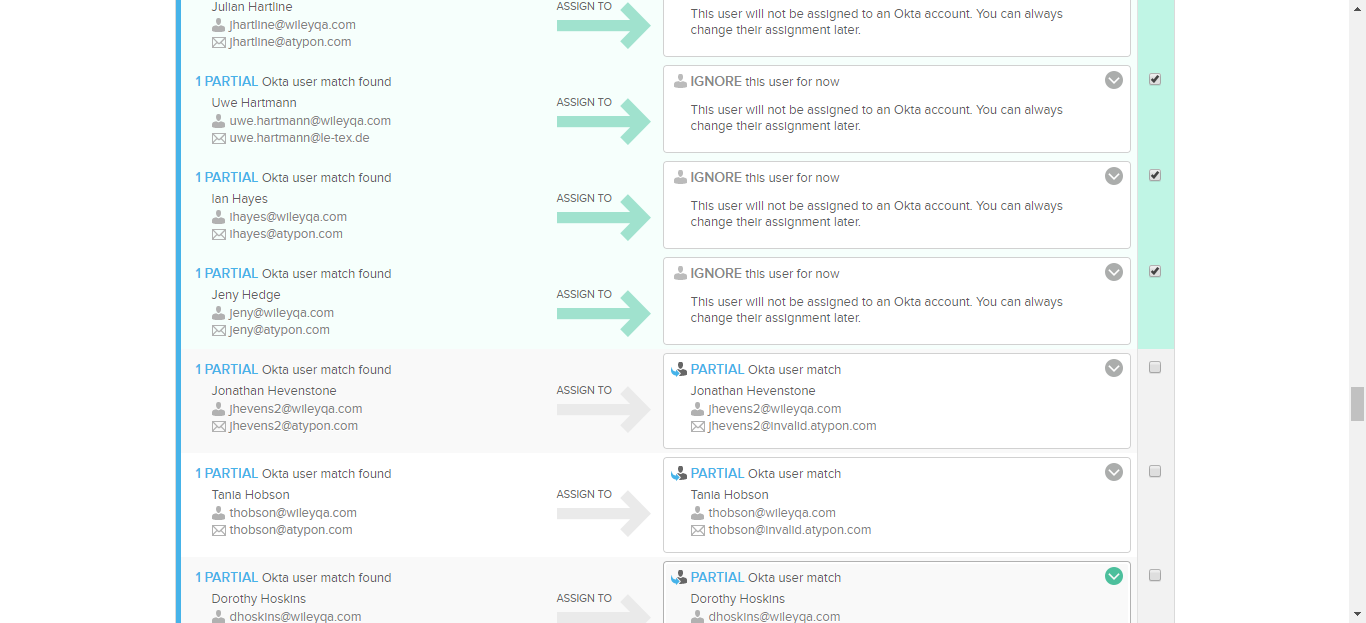 Julian Hartline
jhartline@wileyqa.com
jhartline@atypon.com
ASSIGN TO
This user will not be assigned to an Okta account. You can always
change their assignment later.
1 PARTIAL Okta user match found
Uwe Hartmann
uwe.hartmann@wileyqa.com
uwe.hartmann@le-tex.de
ASSIGN TO
IGNORE this user for now
This user will not be assigned to an Okta account. You can always
change their assignment later.
1 PARTIAL Okta user match found
Ian Hayes
ihayes@wileyqa.com
ihayes@atypon.com
ASSIGN TO
IGNORE this user for now
This user will not be assigned to an Okta account. You can always
change their assignment later.
1 PARTIAL Okta user match found
Jeny Hedge
jeny@wileyqa.com
jeny@atypon.com
ASSIGN TO
IGNORE this user for now
This user will not be assigned to an Okta account. You can always
change their assignment later.
1 PARTIAL Okta user match found
Jonathan Hevenstone
jhevens2@wileyqa.com
jhevens2@atypon.com
ASSIGN TO
PARTIAL Okta user match
Jonathan Hevenstone
jhevens2@wileyqa.com
jhevens2@invalid.atypon.com
1 PARTIAL Okta user match found
Tania Hobson
thobson@wileyqa.com
thobson@atypon.com
ASSIGN TO
PARTIAL Okta user match
Tania Hobson
thobson@wileyqa.com
thobson@invalid.atypon.com
1 PARTIAL Okta user match found
Dorothy Hoskins
dhoskins@wileyqa.com
ASSIGN TO
PARTIAL Okta user match
Dorothy Hoskins
dhoskins@wileyqa.com